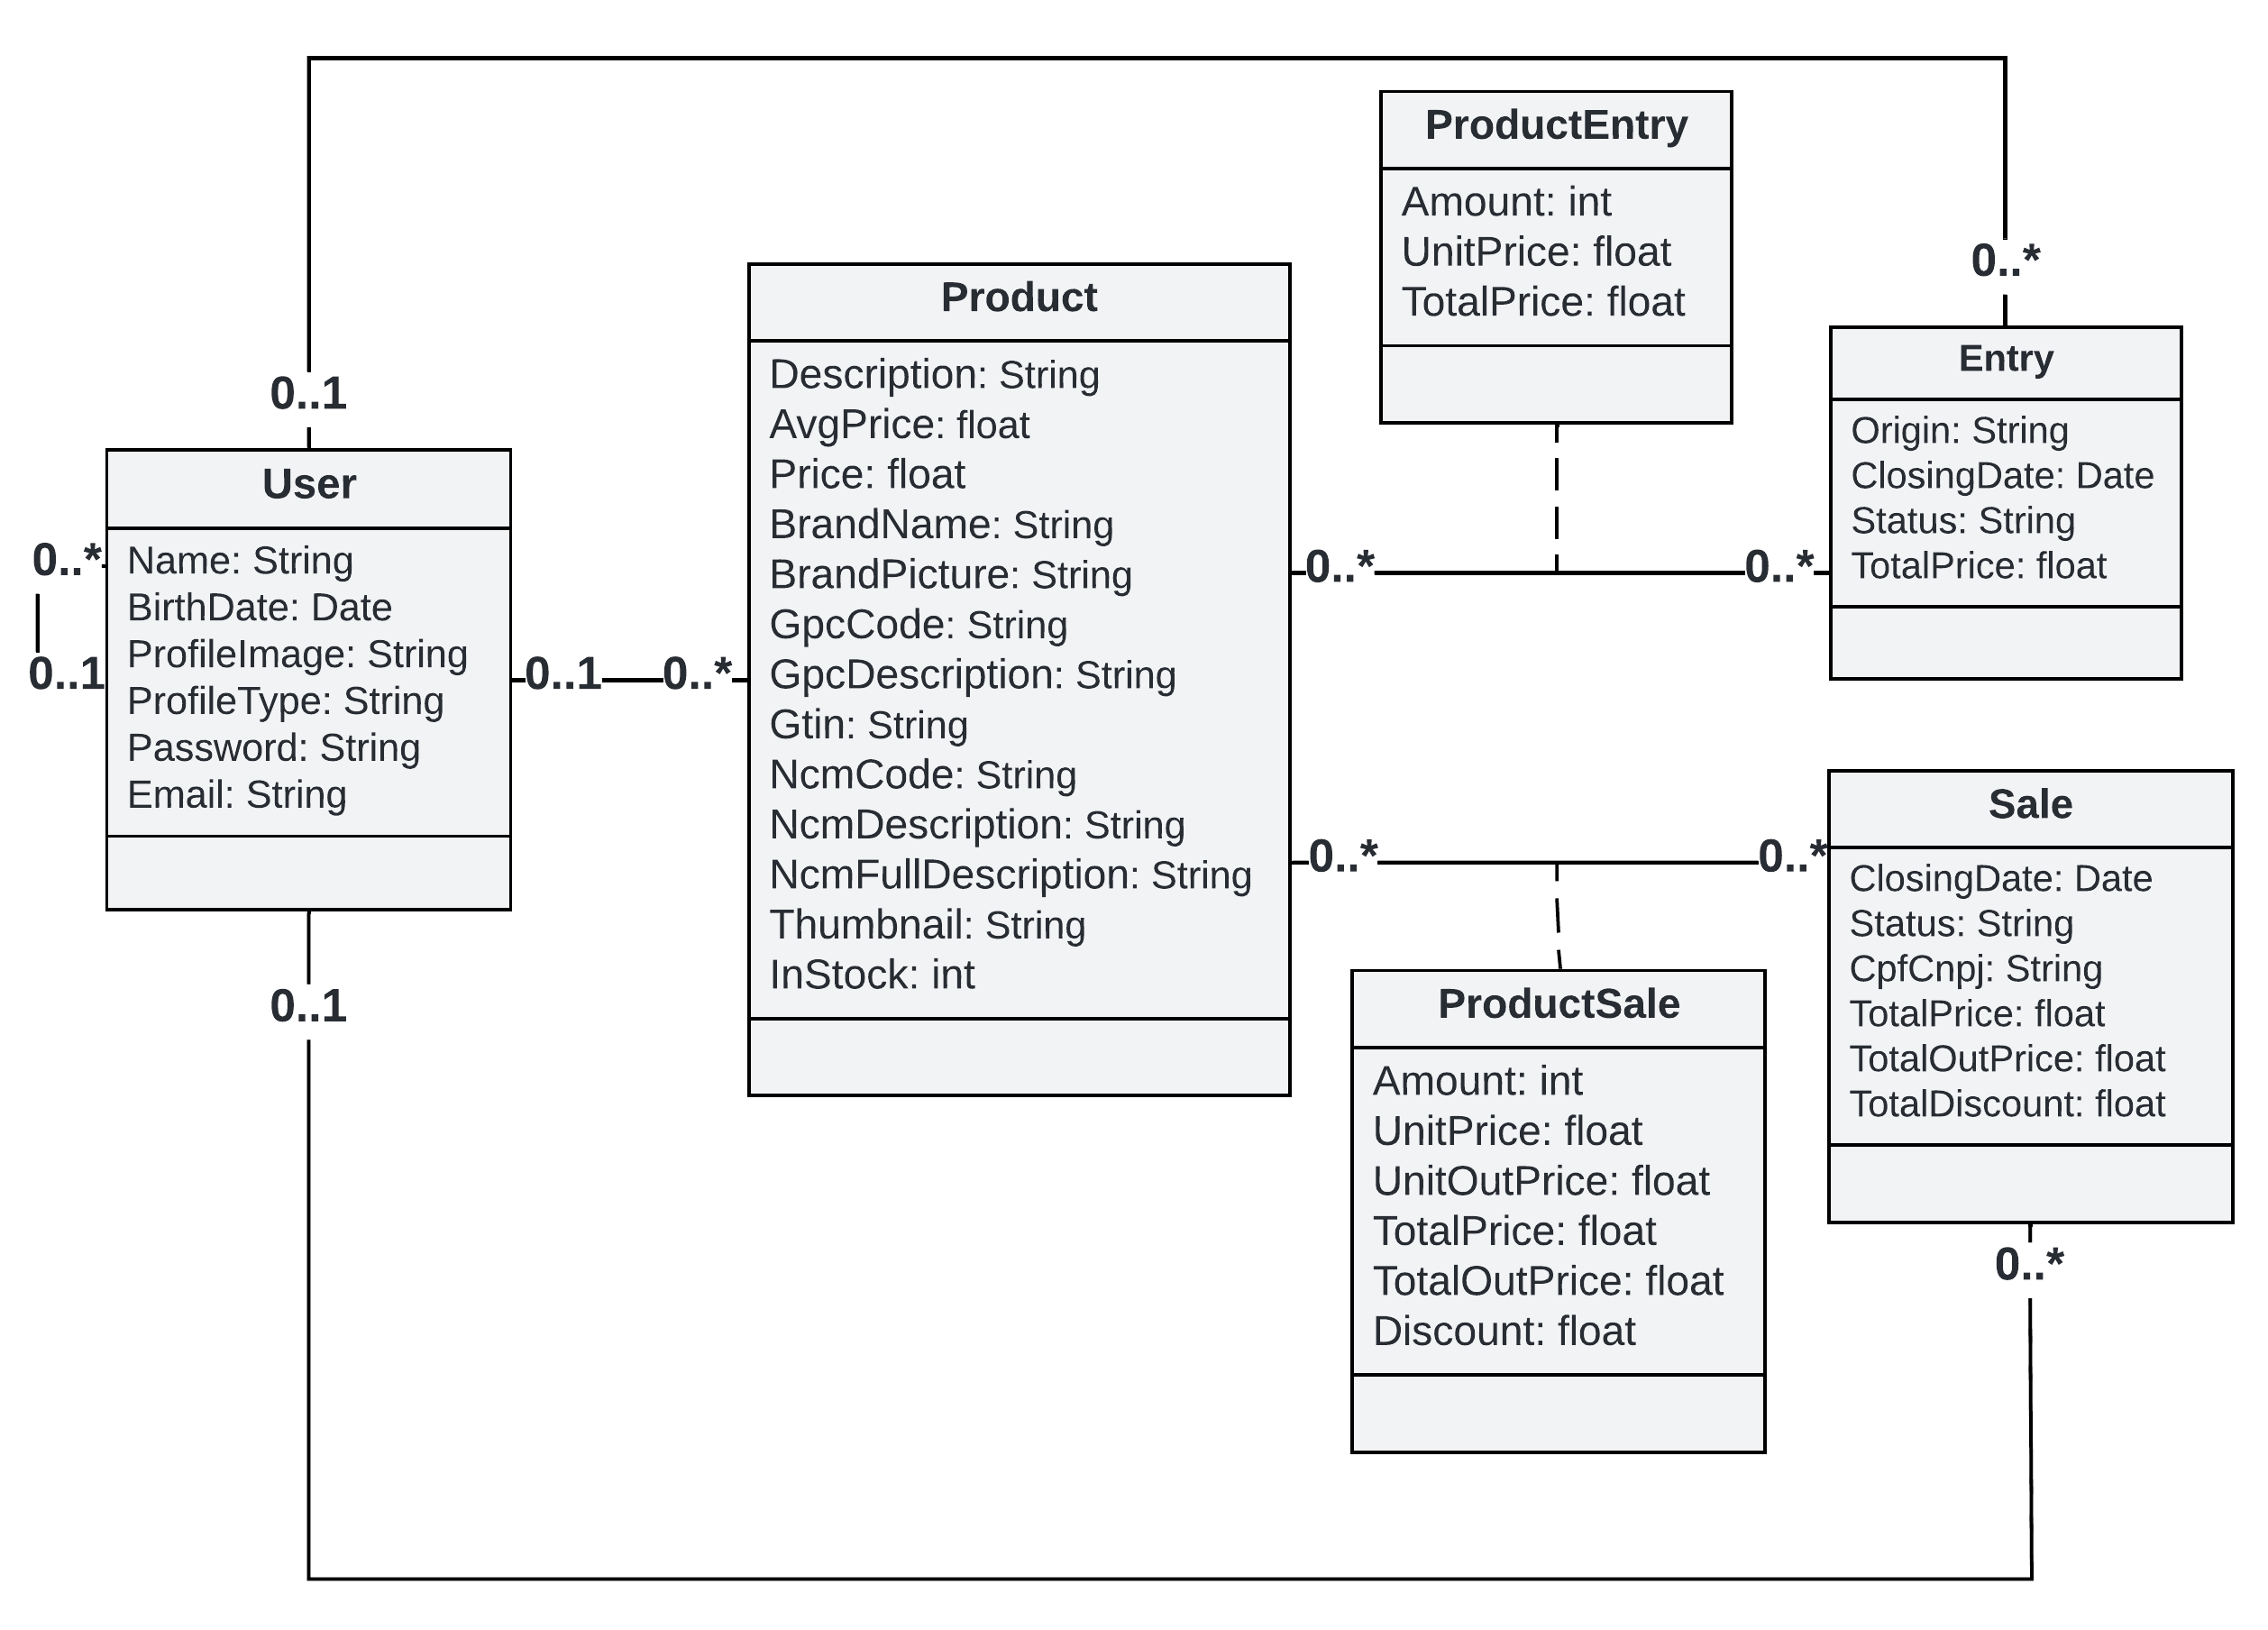 ProductEntry
Amount: int
UnitPrice: float
TotalPrice: float
0..*
Product
Description: String
AvgPrice: float
Price: float
BrandName: String
BrandPicture: String
GpcCode: String
GpcDescription: String
Gtin: String
NcmCode: String
NcmDescription: String
NcmFullDescription: String
Thumbnail: String
InStock: int
Entry
Origin: String
ClosingDate: Date
Status: String
TotalPrice: float
0..1
User
Name: String
BirthDate: Date
ProfileImage: String
ProfileType: String
Password: String
Email: String
0..*
0..1
0..1
0..*
0..*
0..*
0..*
0..*
Sale
ClosingDate: Date
Status: String
CpfCnpj: String
TotalPrice: float
TotalOutPrice: float
TotalDiscount: float
0..1
ProductSale
Amount: int
UnitPrice: float
UnitOutPrice: float
TotalPrice: float
TotalOutPrice: float
Discount: float
0..*